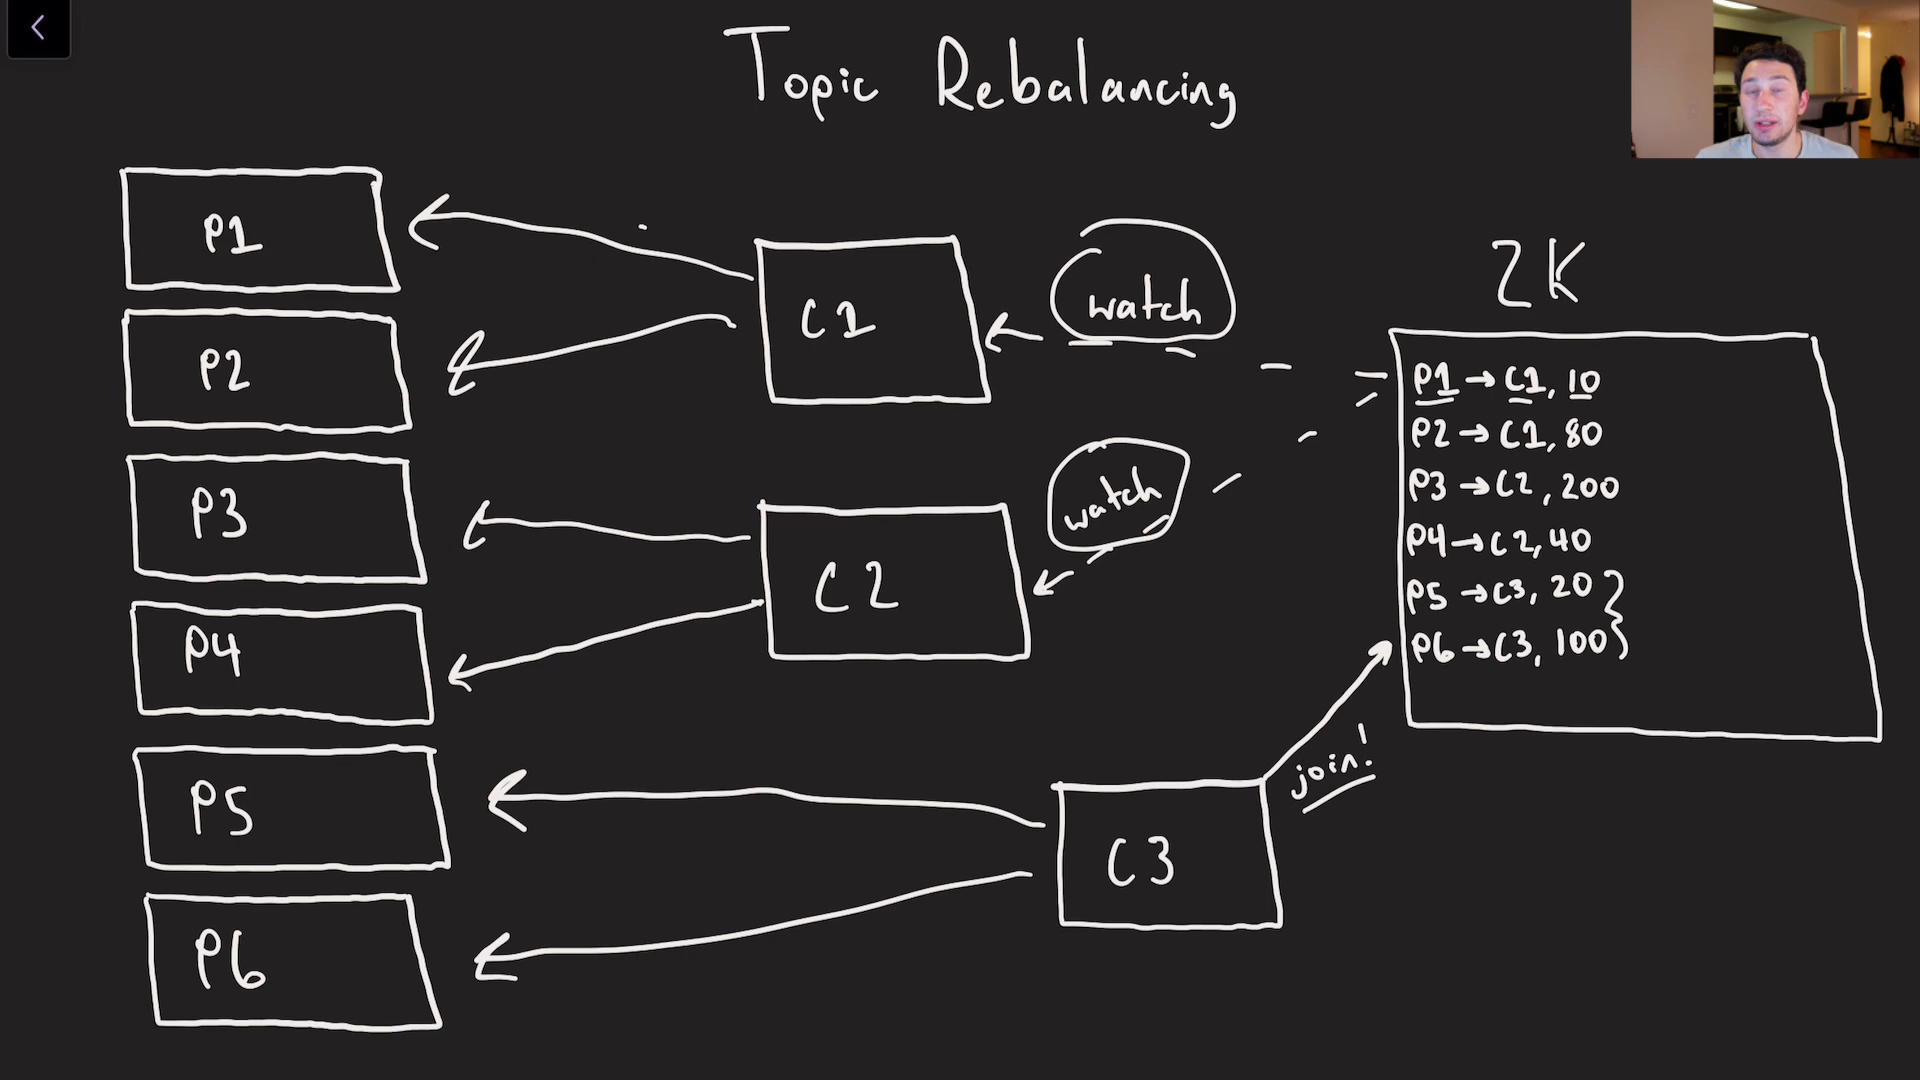 Topic Rebalancing
P1
P2
P3
P4
P5
P6
C1
C2
C3
watch
watch
join!
ZK
P1 → C1, 10
P2 → C1, 80
P3 → C2, 200
P4 → C2, 40
P5 → C3, 20
P6 → C3, 100